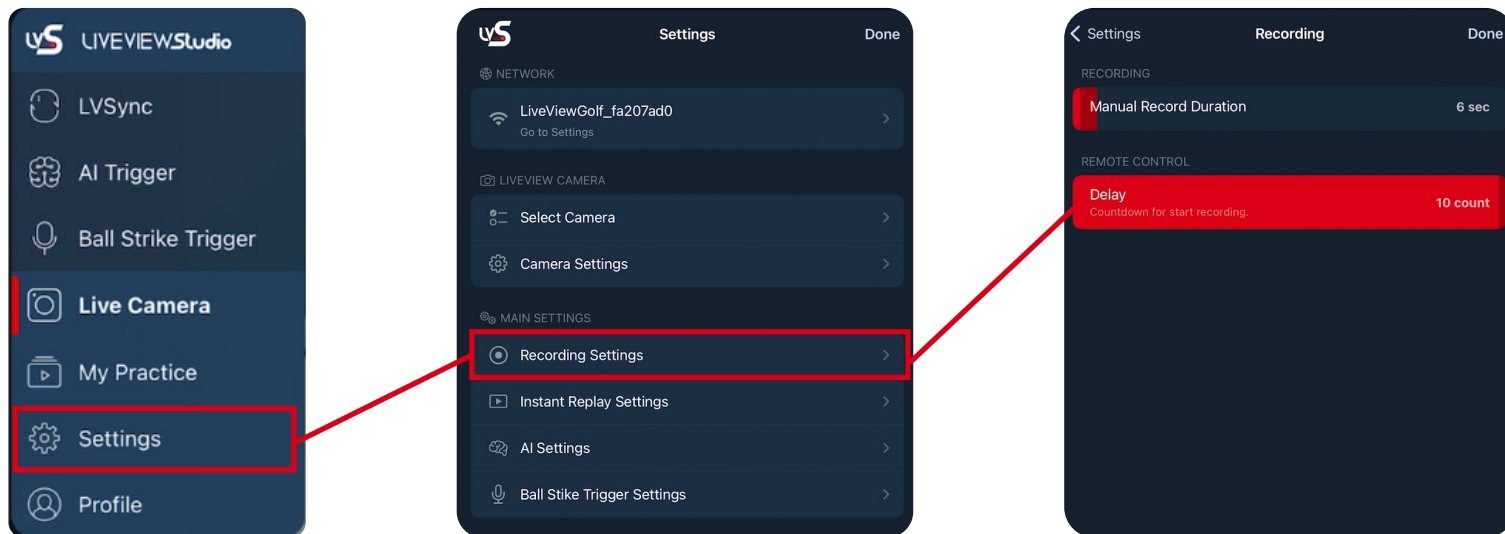 LVS LIVEVIEWStudio
LVSync
AI Trigger
Ball Strike Trigger
Live Camera
My Practice
Settings
Profile
LVS
Settings
Done
NETWORK
LiveViewGolf_fa207ad0
Go to Settings
LIVEVIEW CAMERA
Select Camera
Camera Settings
MAIN SETTINGS
Recording Settings
Instant Replay Settings
AI Settings
Ball Stike Trigger Settings
Settings
Recording
Done
RECORDING
Manual Record Duration
6 sec
REMOTE CONTROL
Delay
10 count
Countdown for start recording.